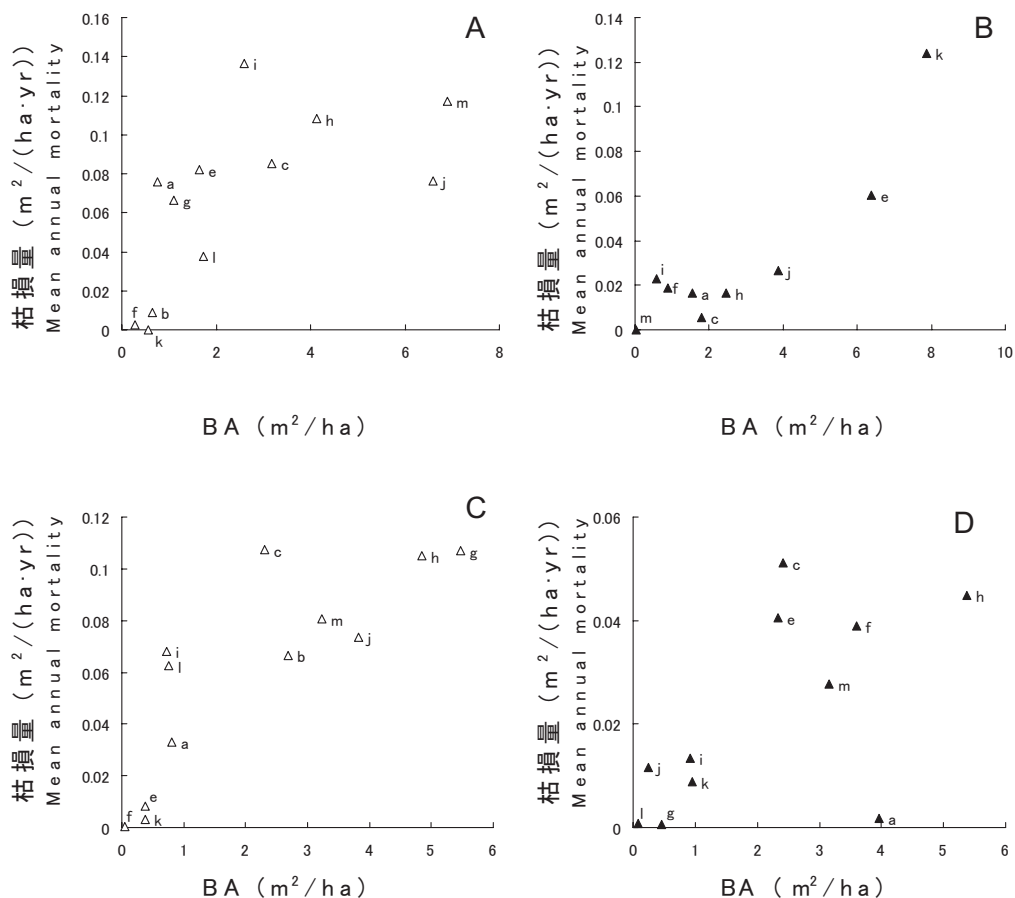 A
枯損量 (m²/(ha·yr))
Mean annual mortality
0.16
0.14
0.12
0.1
0.08
0.06
0.04
0.02
0
i
m
h
c
e
a
j
g
l
f
b
k
0
2
4
6
8
BA (m²/ha)
B
枯損量 (m²/(ha·yr))
Mean annual mortality
0.14
0.12
0.1
0.08
0.06
0.04
0.02
0
k
e
i
j
f
a
h
m
c
0
2
4
6
8
10
BA (m²/ha)
C
枯損量 (m²/(ha·yr))
Mean annual mortality
0.12
0.1
0.08
0.06
0.04
0.02
0
c
h
g
m
j
i
b
l
a
e
f
k
0
1
2
3
4
5
6
BA (m²/ha)
D
枯損量 (m²/(ha·yr))
Mean annual mortality
0.06
0.04
0.02
0
c
h
e
f
m
i
j
k
l
g
a
0
1
2
3
4
5
6
BA ( m²/ha)